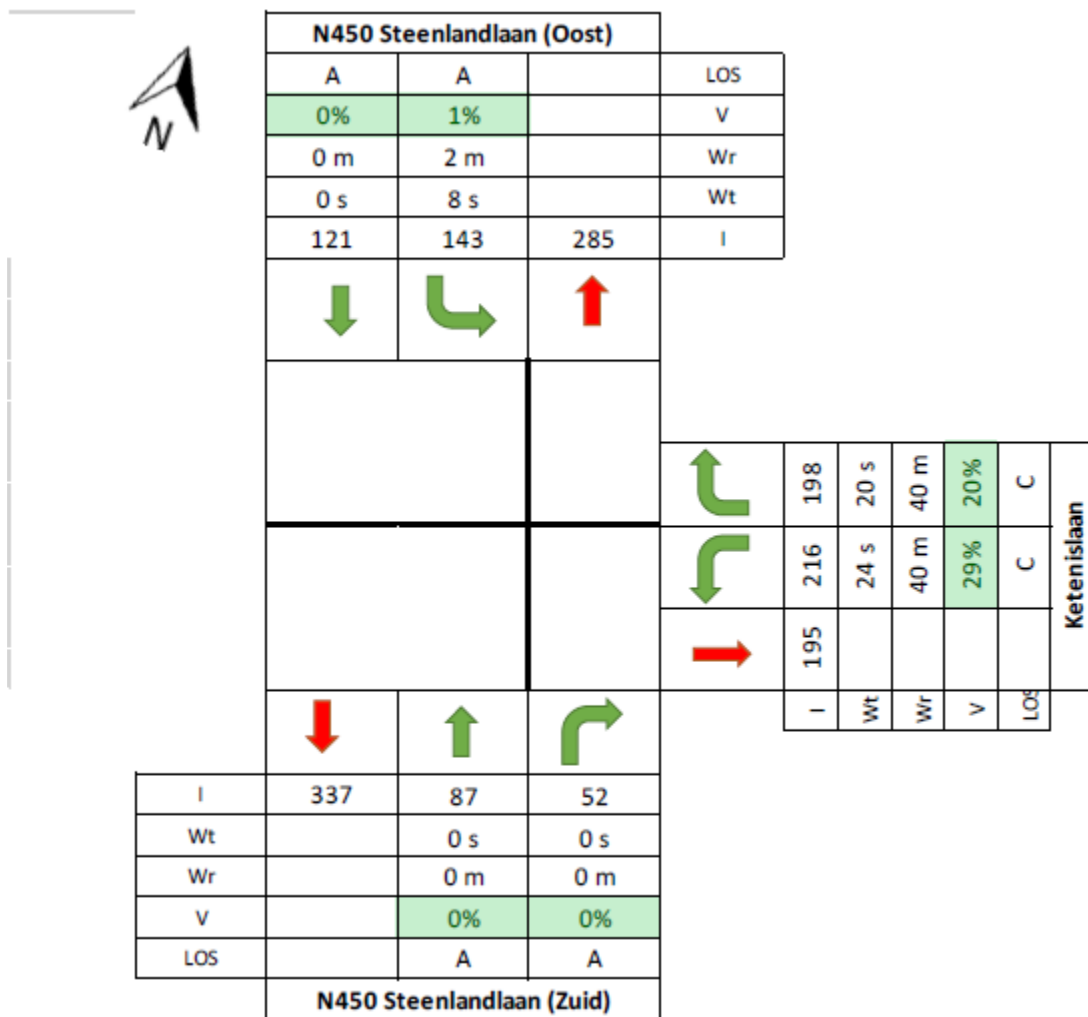 N450 Steenlandlaan (Oost)
A A LOS
0% 1% V
0 m 2 m Wr
0 s 8 s Wt
121 143 285 I
N
198 20 s 40 m 20% C
216 24 s 40 m 29% C
195
I Wt Wr V LOS
Ketenislaan
I 337 87 52
Wt 0 s 0 s
Wr 0 m 0 m
V 0% 0%
LOS A A
N450 Steenlandlaan (Zuid)